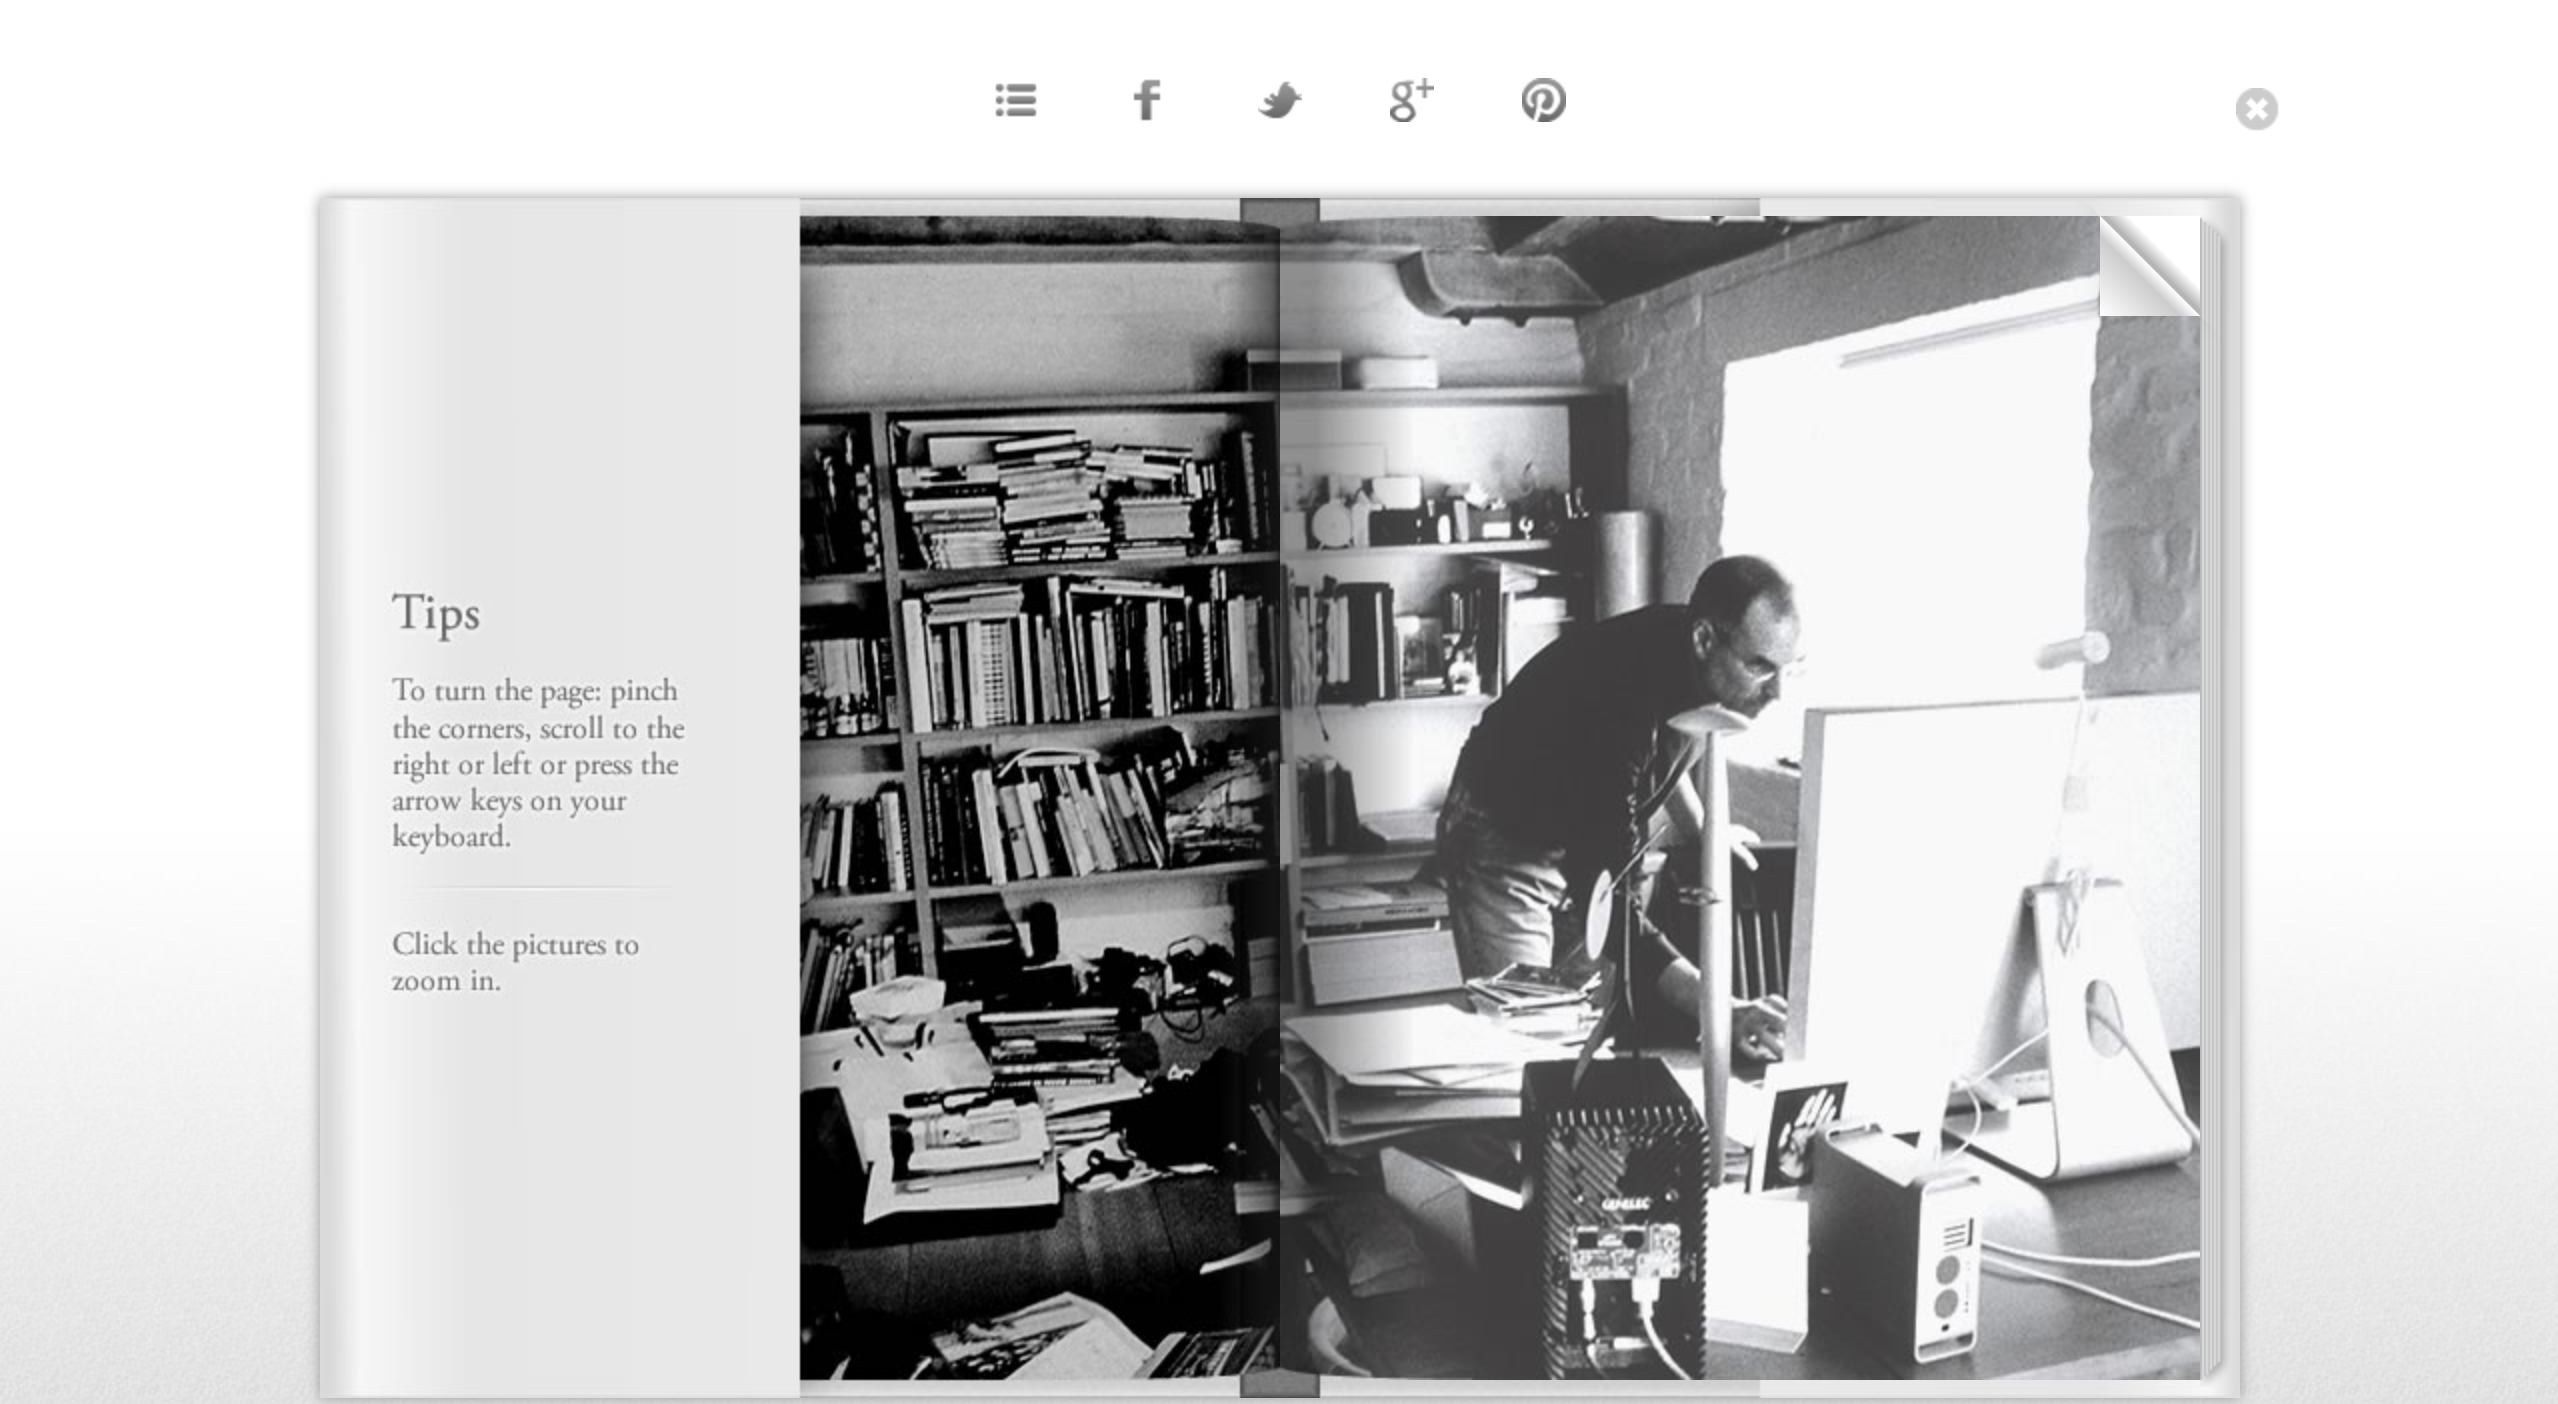 Tips
To turn the page: pinch
the corners, scroll to the
right or left or press the
arrow keys on your
keyboard.
Click the pictures to
zoom in.
GENELEC